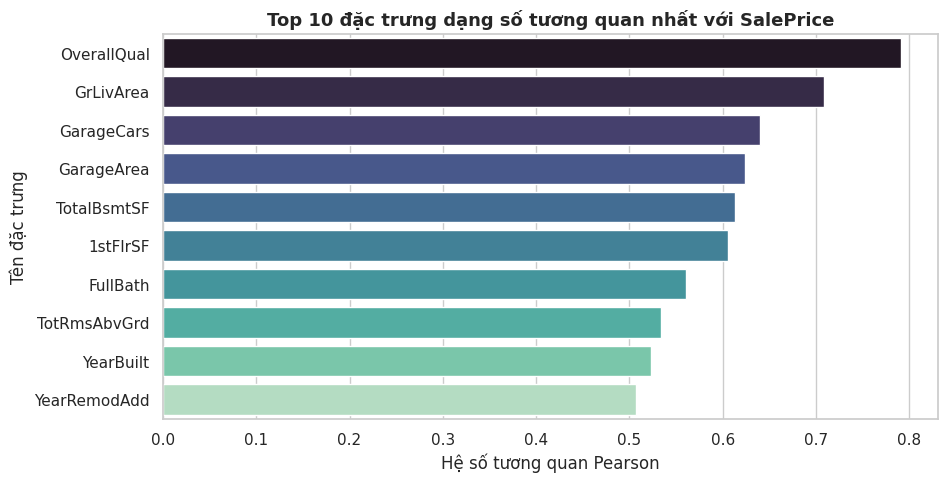 Top 10 đặc trưng dạng số tương quan nhất với SalePrice
Tên đặc trưng
OverallQual
GrLivArea
GarageCars
GarageArea
TotalBsmtSF
1stFlrSF
FullBath
TotRmsAbvGrd
YearBuilt
YearRemodAdd
0.0 0.1 0.2 0.3 0.4 0.5 0.6 0.7 0.8
Hệ số tương quan Pearson